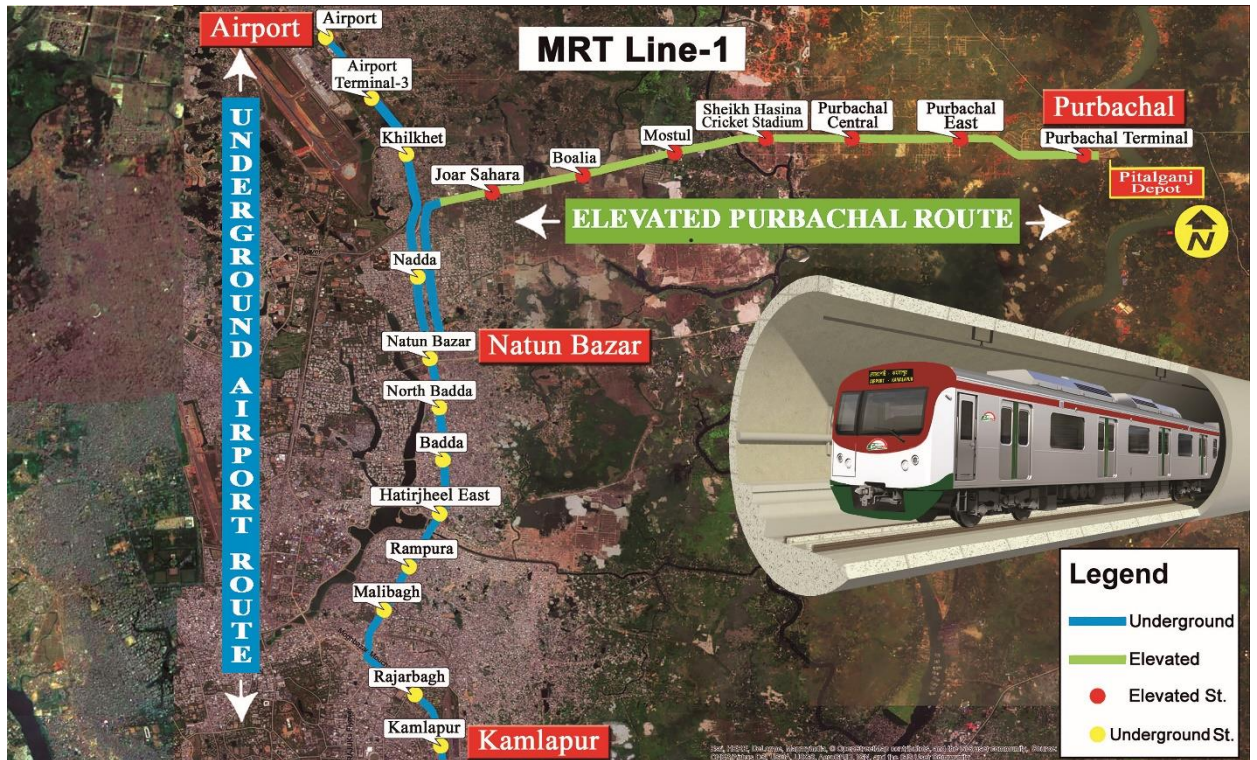 MRT Line-1
Airport
Airport
Airport
Terminal-3
Khilkhet
UNDERGROUND AIRPORT ROUTE
Joar Sahara
Boalia
Mostul
Sheikh Hasina
Cricket Stadium
Purbachal
Central
Purbachal
East
Purbachal
Purbachal Terminal
Pitalganj
Depot
ELEVATED PURBACHAL ROUTE
N
Nadda
Natun Bazar
Natun Bazar
North Badda
Badda
Hatirjheel East
Rampura
Malibagh
Rajarbagh
Kamlapur
Kamlapur
AIRPORT - KAMLAPUR
Legend
Underground
Elevated
Elevated St.
Underground St.